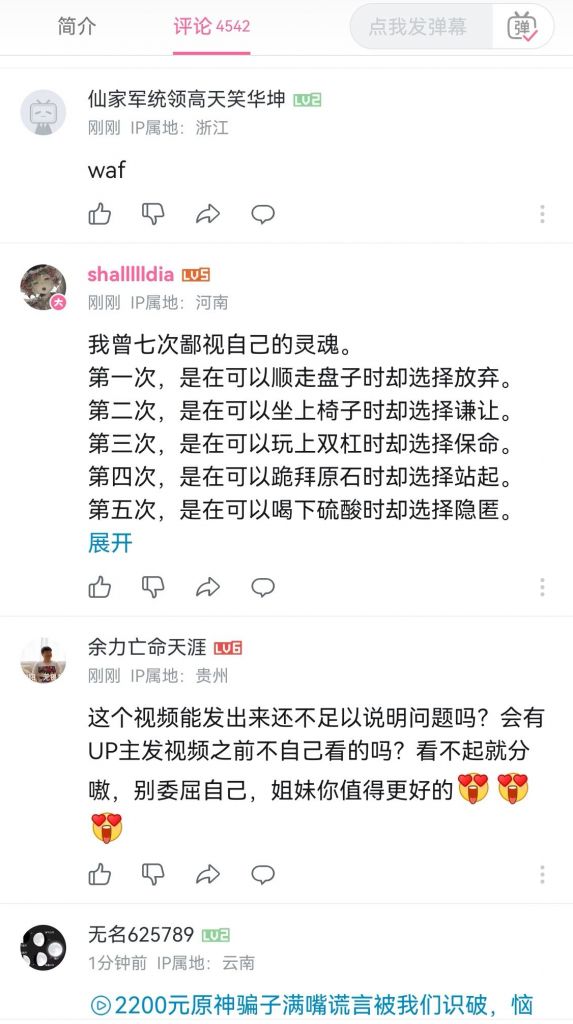 简介
评论 4542
点我发弹幕
弹
仙家军统领高天笑华坤 LV2
刚刚 IP属地：浙江
waf
shallllldia LV5
大
刚刚 IP属地：河南
我曾七次鄙视自己的灵魂。
第一次，是在可以顺走盘子时却选择放弃。
第二次，是在可以坐上椅子时却选择谦让。
第三次，是在可以玩上双杠时却选择保命。
第四次，是在可以跪拜原石时却选择站起。
第五次，是在可以喝下硫酸时却选择隐匿。
展开
余力亡命天涯 LV6
刚刚 IP属地：贵州
这个视频能发出来还不足以说明问题吗？会有
UP主发视频之前不自己看的吗？看不起就分
嗷，别委屈自己，姐妹你值得更好的
无名625789 LV2
1分钟前 IP属地：云南
2200元原神骗子满嘴谎言被我们识破，恼